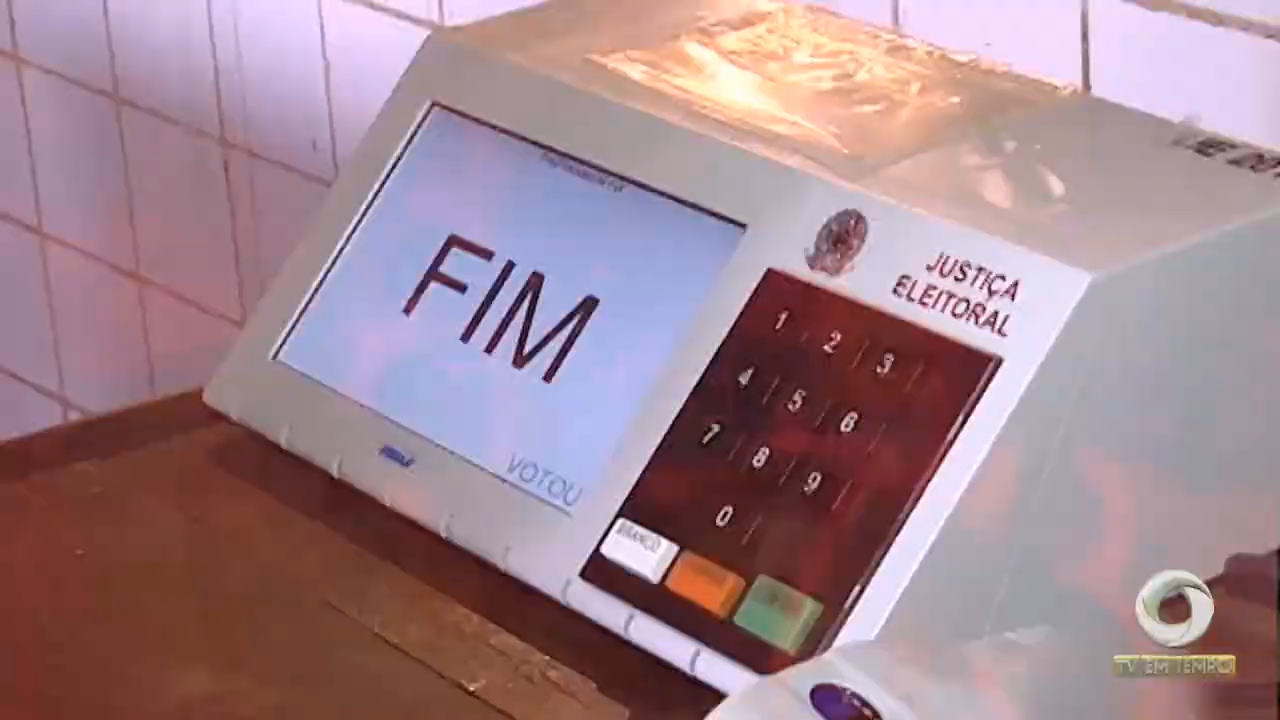 FIM
VOTOU
JUSTIÇA
ELEITORAL
1 2 3
4 5 6
7 8 9
0
BRANCO
TV EM TEMPO